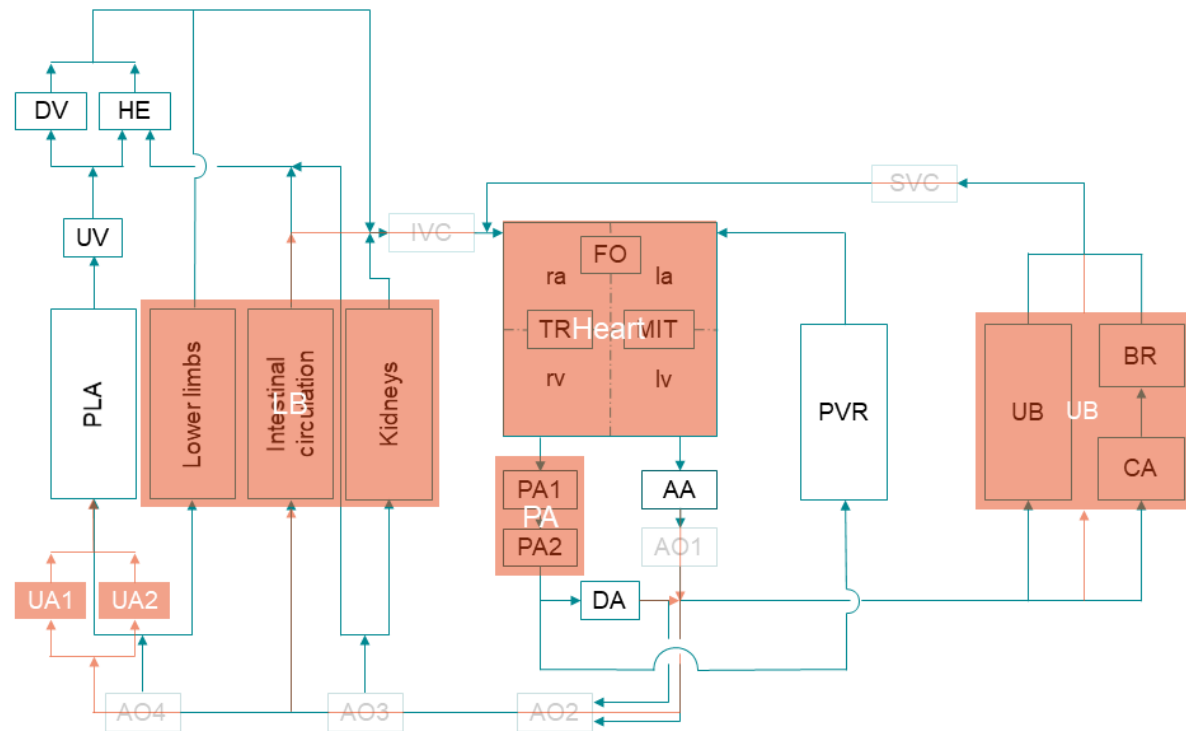 DV
HE
SVC
UV
IVC
FO
ra
la
TR
Heart
MIT
rv
lv
PLA
Lower limbs
Intestinal
circulation
LB
Kidneys
PVR
UB
UB
BR
CA
PA1
PA
PA2
AA
AO1
UA1
UA2
DA
AO4
AO3
AO2